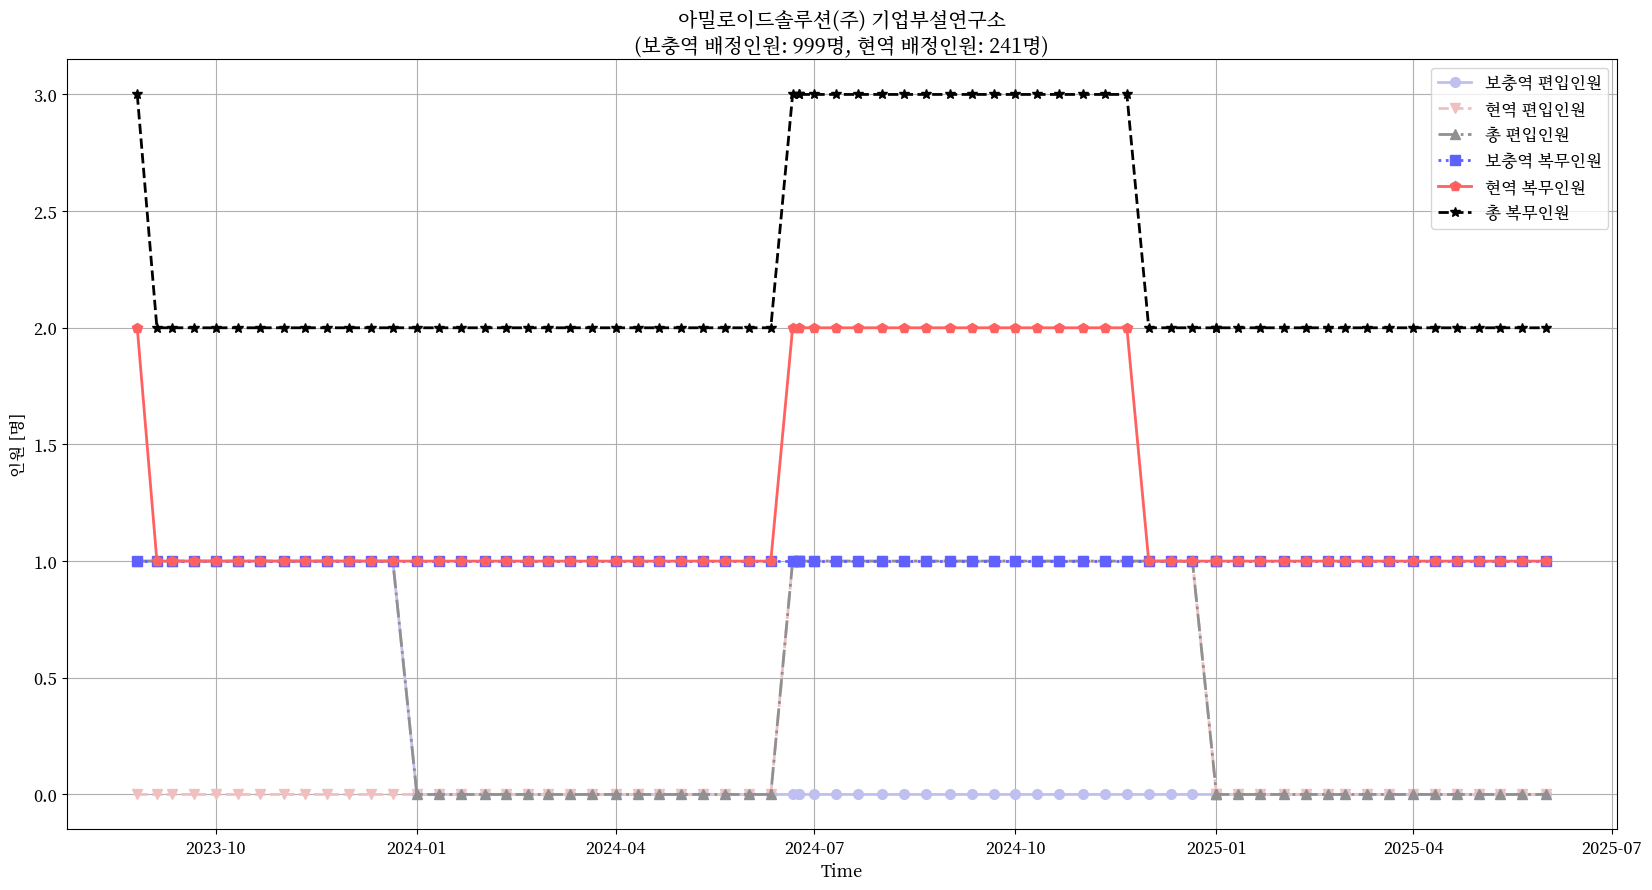 아밀로이드솔루션(주) 기업부설연구소
(보충역 배정인원: 999명, 현역 배정인원: 241명)
보충역 편입인원
현역 편입인원
총 편입인원
보충역 복무인원
현역 복무인원
총 복무인원
인원 [명]
3.0
2.5
2.0
1.5
1.0
0.5
0.0
2023-10
2024-01
2024-04
2024-07
2024-10
2025-01
2025-04
2025-07
Time